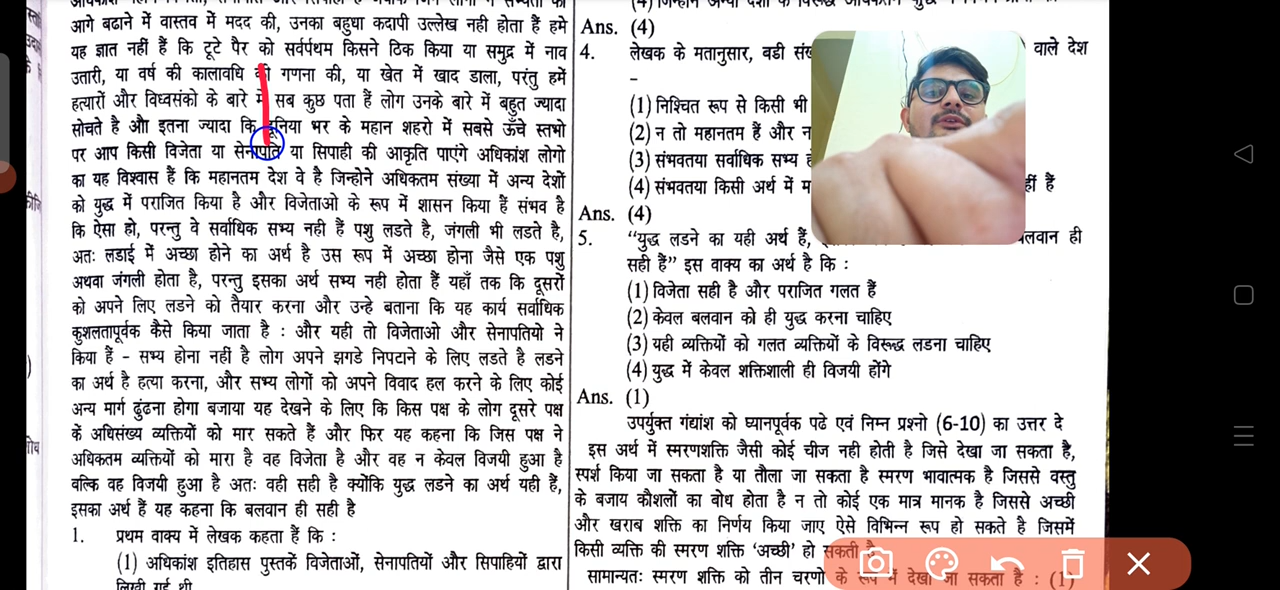 आगे बढाने में वास्तव में मदद की, उनका बहुधा कदापी उल्लेख नही होता हैं हमे
यह ज्ञात नहीं हैं कि टूटे पैर को सर्वपथम किसने ठिक किया या समुद्र में नाव
उतारी, या वर्ष की कालावधि की गणना की, या खेत में खाद डाला, परंतु हमें
हत्यारों और विध्वसंको के बारे में सब कुछ पता हैं लोग उनके बारे में बहुत ज्यादा
सोचते है औा इतना ज्यादा कि दूनिया भर के महान शहरो में सबसे ऊँचे स्तभो
पर आप किसी विजेता या सेनापति या सिपाही की आकृति पाएंगे अधिकांश लोगो
का यह विश्वास हैं कि महानतम देश वे है जिन्होने अधिकतम संख्या में अन्य देशों
को युद्ध में पराजित किया है और विजेताओ के रूप में शासन किया हैं संभव है
कि ऐसा हो, परन्तु वे सर्वाधिक सभ्य नही हैं पशु लडते है, जंगली भी लडते है,
अतः लडाई में अच्छा होने का अर्थ है उस रूप में अच्छा होना जैसे एक पशु
अथवा जंगली होता है, परन्तु इसका अर्थ सभ्य नही होता हैं यहाँ तक कि दूसरों
को अपने लिए लडने को तैयार करना और उन्हे बताना कि यह कार्य सर्वाधिक
कुशलतापूर्वक कैसे किया जाता है : और यही तो विजेताओ और सेनापतियो ने
किया हैं - सभ्य होना नहीं है लोग अपने झगडे निपटाने के लिए लडते है लडने
का अर्थ है हत्या करना, और सभ्य लोगों को अपने विवाद हल करने के लिए कोई
अन्य मार्ग ढुंढना होगा बजाया यह देखने के लिए कि किस पक्ष के लोग दूसरे पक्ष
कें अधिसंख्य व्यक्तियों को मार सकते हैं और फिर यह कहना कि जिस पक्ष ने
अधिकतम व्यक्तियों को मारा है वह विजेता है और वह न केवल विजयी हुआ है
बल्कि वह विजयी हुआ है अतः वही सही है क्योंकि युद्ध लडने का अर्थ यही हैं,
इसका अर्थ हैं यह कहना कि बलवान ही सही है
1. प्रथम वाक्य में लेखक कहता हैं कि :
(1) अधिकांश इतिहास पुस्तकें विजेताओं, सेनापतियों और सिपाहियों द्वारा
लिखी गई थी
Ans. (4)
4. लेखक के मतानुसार, बडी वाले देश
–
(1) निश्चित रूप से किसी भी
(2) न तो महानतम हैं और न
(3) संभवतया सर्वाधिक सभ्य
(4) संभवतया किसी अर्थ में हैं
Ans. (4)
5. “युद्ध लडने का यही अर्थ हैं, बलवान ही
सही हैं” इस वाक्य का अर्थ है कि :
(1) विजेता सही है और पराजित गलत हैं
(2) केवल बलवान को ही युद्ध करना चाहिए
(3) यही व्यक्तियों को गलत व्यक्तियों के विरूद्ध लडना चाहिए
(4) युद्ध में केवल शक्तिशाली ही विजयी होंगे
Ans. (1)
उपर्युक्त गंद्यांश को घ्यानपूर्वक पढे एवं निम्न प्रश्नो (6-10) का उत्तर दे
इस अर्थ में स्मरणशक्ति जैसी कोई चीज नही होती है जिसे देखा जा सकता है,
स्पर्श किया जा सकता है या तौला जा सकता है स्मरण भावात्मक है जिससे वस्तु
के बजाय कौशलों का बोध होता है न तो कोई एक मात्र मानक है जिससे अच्छी
और खराब शक्ति का निर्णय किया जाए ऐसे विभिन्न रूप हो सकते है जिसमें
किसी व्यक्ति की स्मरण शक्ति ‘अच्छी’ हो सकती है
सामान्यतः स्मरण शक्ति को तीन चरणो के रूप में देखा जा सकता है : (1)